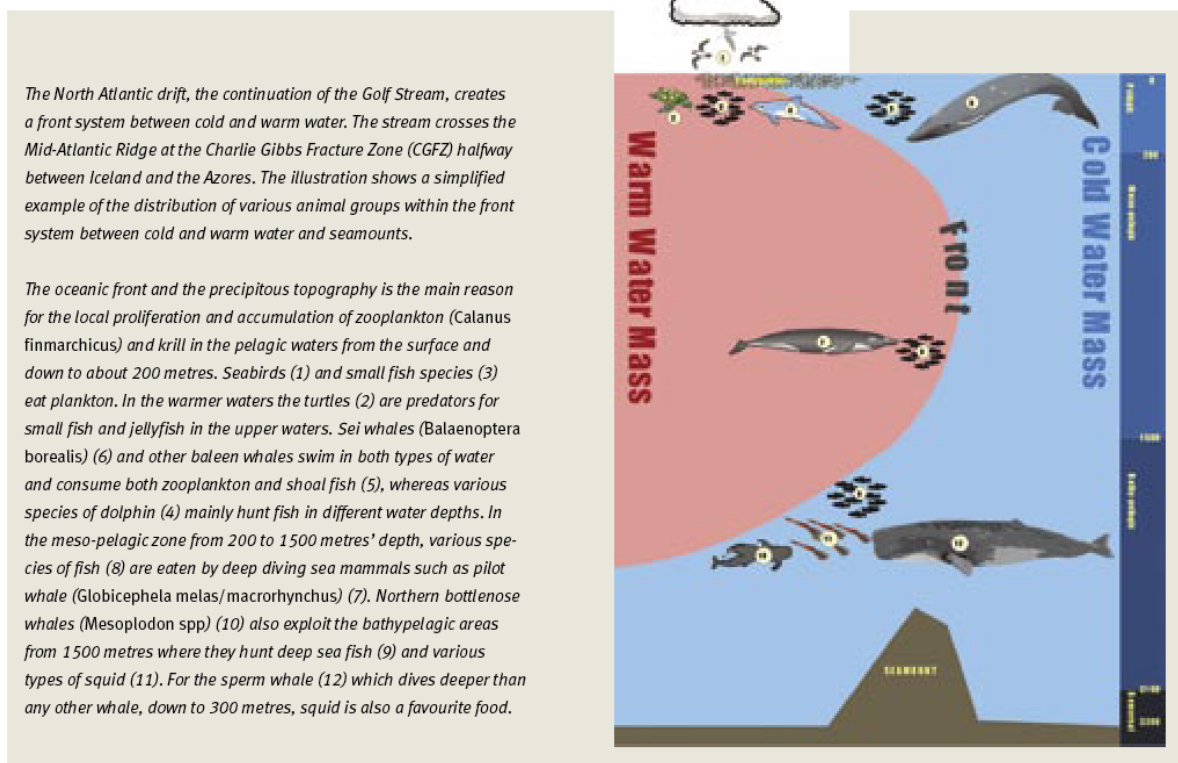 The North Atlantic drift, the continuation of the Golf Stream, creates
a front system between cold and warm water. The stream crosses the
Mid-Atlantic Ridge at the Charlie Gibbs Fracture Zone (CGFZ) halfway
between Iceland and the Azores. The illustration shows a simplified
example of the distribution of various animal groups within the front
system between cold and warm water and seamounts.
The oceanic front and the precipitous topography is the main reason
for the local proliferation and accumulation of zooplankton (Calanus
finmarchicus) and krill in the pelagic waters from the surface and
down to about 200 metres. Seabirds (1) and small fish species (3)
eat plankton. In the warmer waters the turtles (2) are predators for
small fish and jellyfish in the upper waters. Sei whales (Balaenoptera
borealis) (6) and other baleen whales swim in both types of water
and consume both zooplankton and shoal fish (5), whereas various
species of dolphin (4) mainly hunt fish in different water depths. In
the meso-pelagic zone from 200 to 1500 metres' depth, various spe-
cies of fish (8) are eaten by deep diving sea mammals such as pilot
whale (Globicephela melas/macrorhynchus) (7). Northern bottlenose
whales (Mesoplodon spp) (10) also exploit the bathypelagic areas
from 1500 metres where they hunt deep sea fish (9) and various
types of squid (11). For the sperm whale (12) which dives deeper than
any other whale, down to 300 metres, squid is also a favourite food.
Warm Water Mass
Front
Cold Water Mass
SEAMOUNT
200
1500